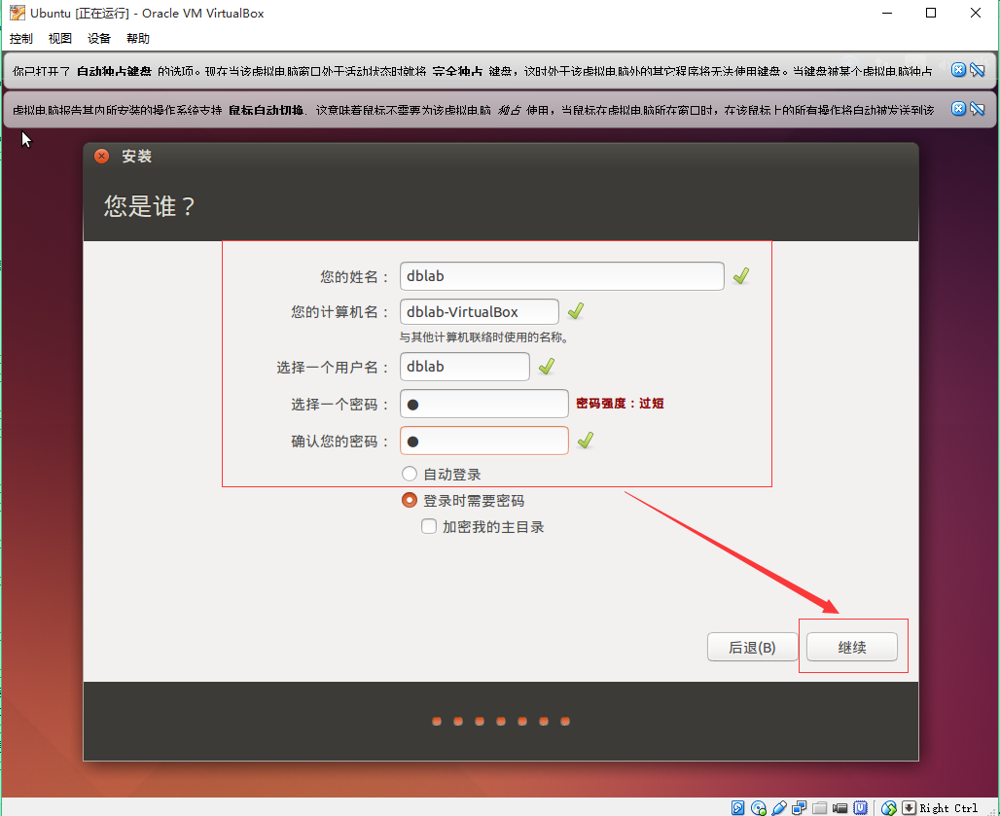 Ubuntu [正在运行] - Oracle VM VirtualBox
控制 视图 设备 帮助
你已打开了 自动独占键盘 的选项。现在当该虚拟电脑窗口处于活动状态时就将 完全独占 键盘，这时处于该虚拟电脑外的其它程序将无法使用键盘。当键盘被某个虚拟电脑独占
虚拟电脑报告其内所安装的操作系统支持 鼠标自动切换. 这意味着鼠标不需要为该虚拟电脑 独占 使用，当鼠标在虚拟电脑所在窗口时，在该鼠标上的所有操作将自动被发送到该
安装
您是谁？
您的姓名： dblab
您的计算机名： dblab-VirtualBox
与其他计算机联络时使用的名称。
选择一个用户名： dblab
选择一个密码： ● 密码强度：过短
确认您的密码： ●
自动登录
登录时需要密码
加密我的主目录
后退(B) 继续
Right Ctrl